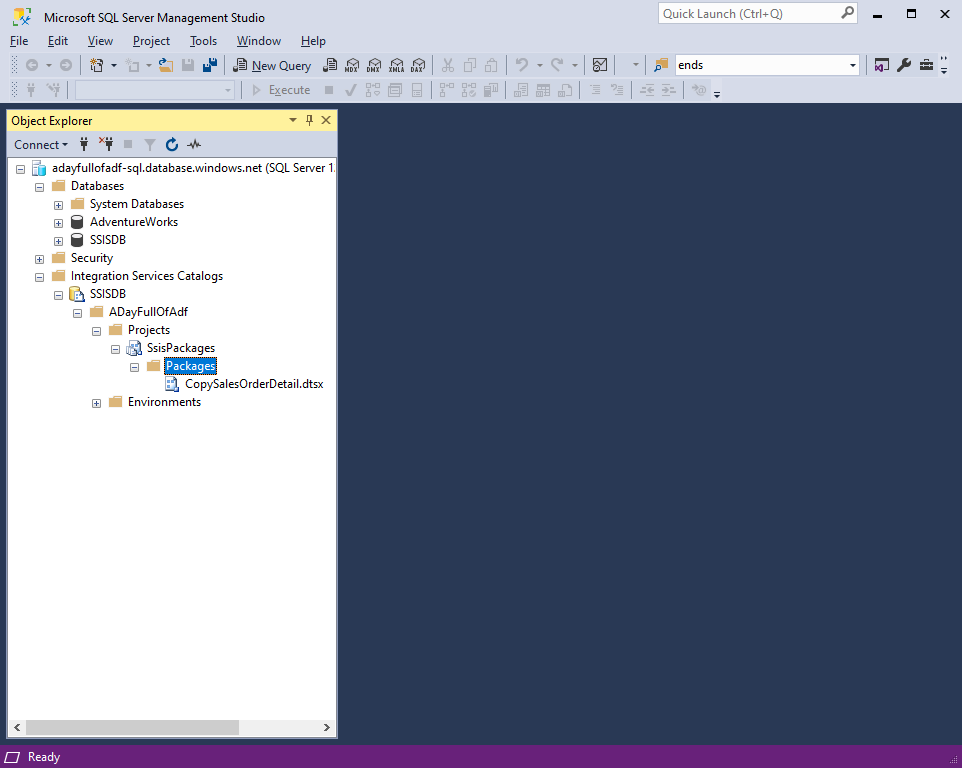 Microsoft SQL Server Management Studio
Quick Launch (Ctrl+Q)
File Edit View Project Tools Window Help
New Query MDX DMX XMLA DAX ends
Execute
Object Explorer
Connect
adayfullofadf-sql.database.windows.net (SQL Server 1
Databases
System Databases
AdventureWorks
SSISDB
Security
Integration Services Catalogs
SSISDB
ADayFullOfAdf
Projects
SsisPackages
Packages
CopySalesOrderDetail.dtsx
Environments
Ready